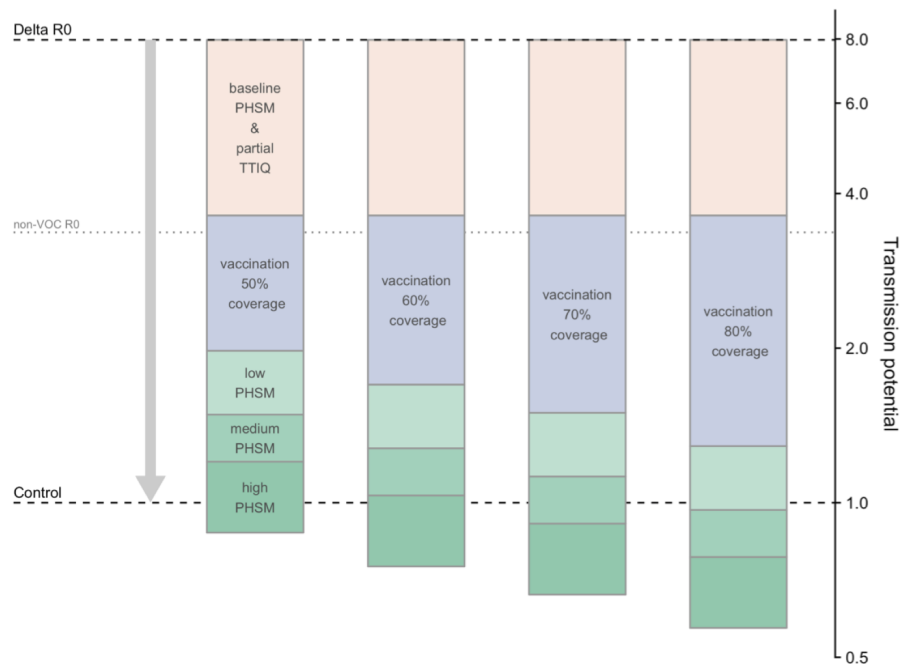 Delta R0
8.0
baseline
PHSM
&
partial
TTIQ
6.0
4.0
non-VOC R0
vaccination
50%
coverage
vaccination
60%
coverage
vaccination
70%
coverage
vaccination
80%
coverage
Transmission potential
2.0
low
PHSM
medium
PHSM
high
PHSM
Control
1.0
0.5